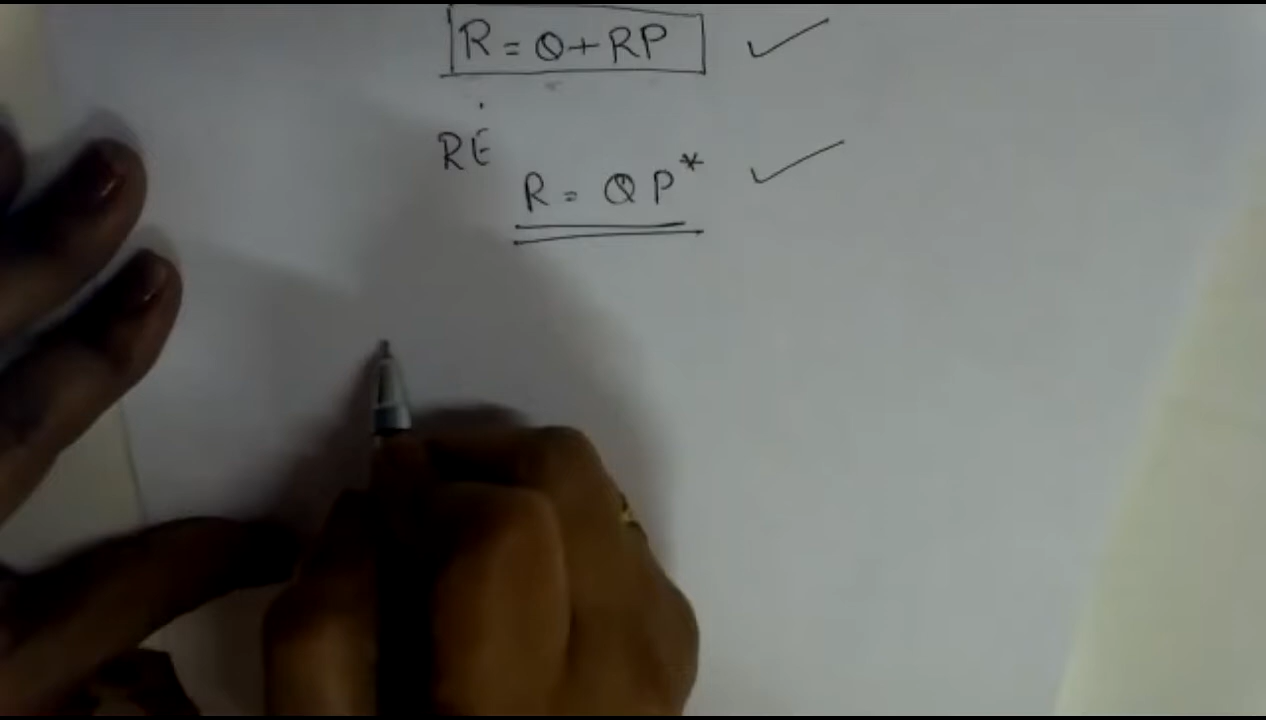 R = Q + RP
RE
R = QP*